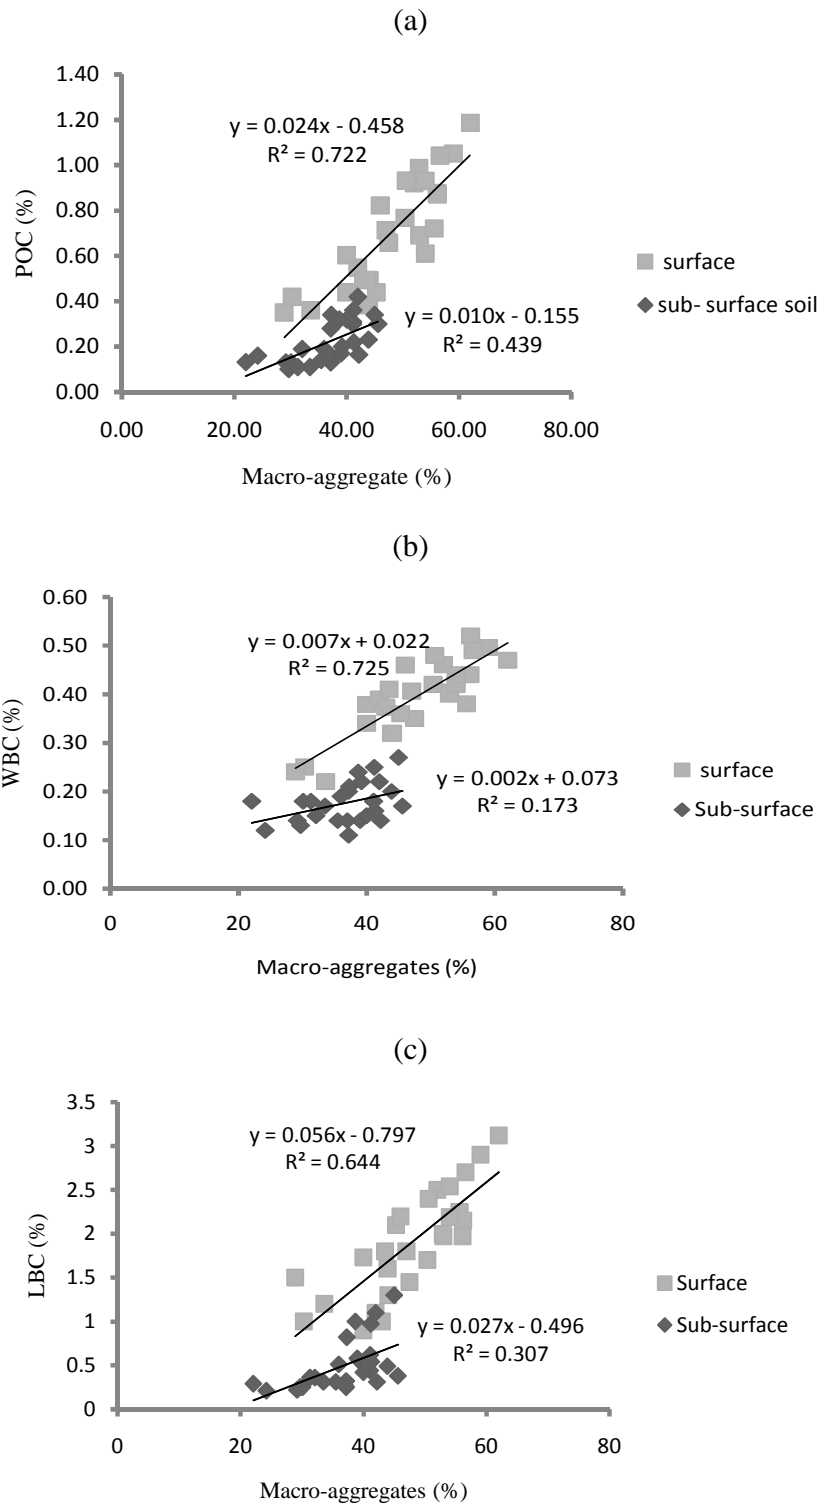 (a)
1.40
1.20
1.00
0.80
0.60
0.40
0.20
0.00
POC (%)
y = 0.024x - 0.458
R² = 0.722
y = 0.010x - 0.155
R² = 0.439
surface
sub- surface soil
0.00 20.00 40.00 60.00 80.00
Macro-aggregate (%)
(b)
0.60
0.50
0.40
0.30
0.20
0.10
0.00
WBC (%)
y = 0.007x + 0.022
R² = 0.725
y = 0.002x + 0.073
R² = 0.173
surface
Sub-surface
0 20 40 60 80
Macro-aggregates (%)
(c)
3.5
3
2.5
2
1.5
1
0.5
0
LBC (%)
y = 0.056x - 0.797
R² = 0.644
y = 0.027x - 0.496
R² = 0.307
Surface
Sub-surface
0 20 40 60 80
Macro-aggregates (%)